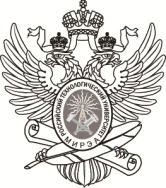 РОССИЙСКИЙ ТЕХНОЛОГИЧЕСКИЙ УНИВЕРСИТЕТ
МИРЭА